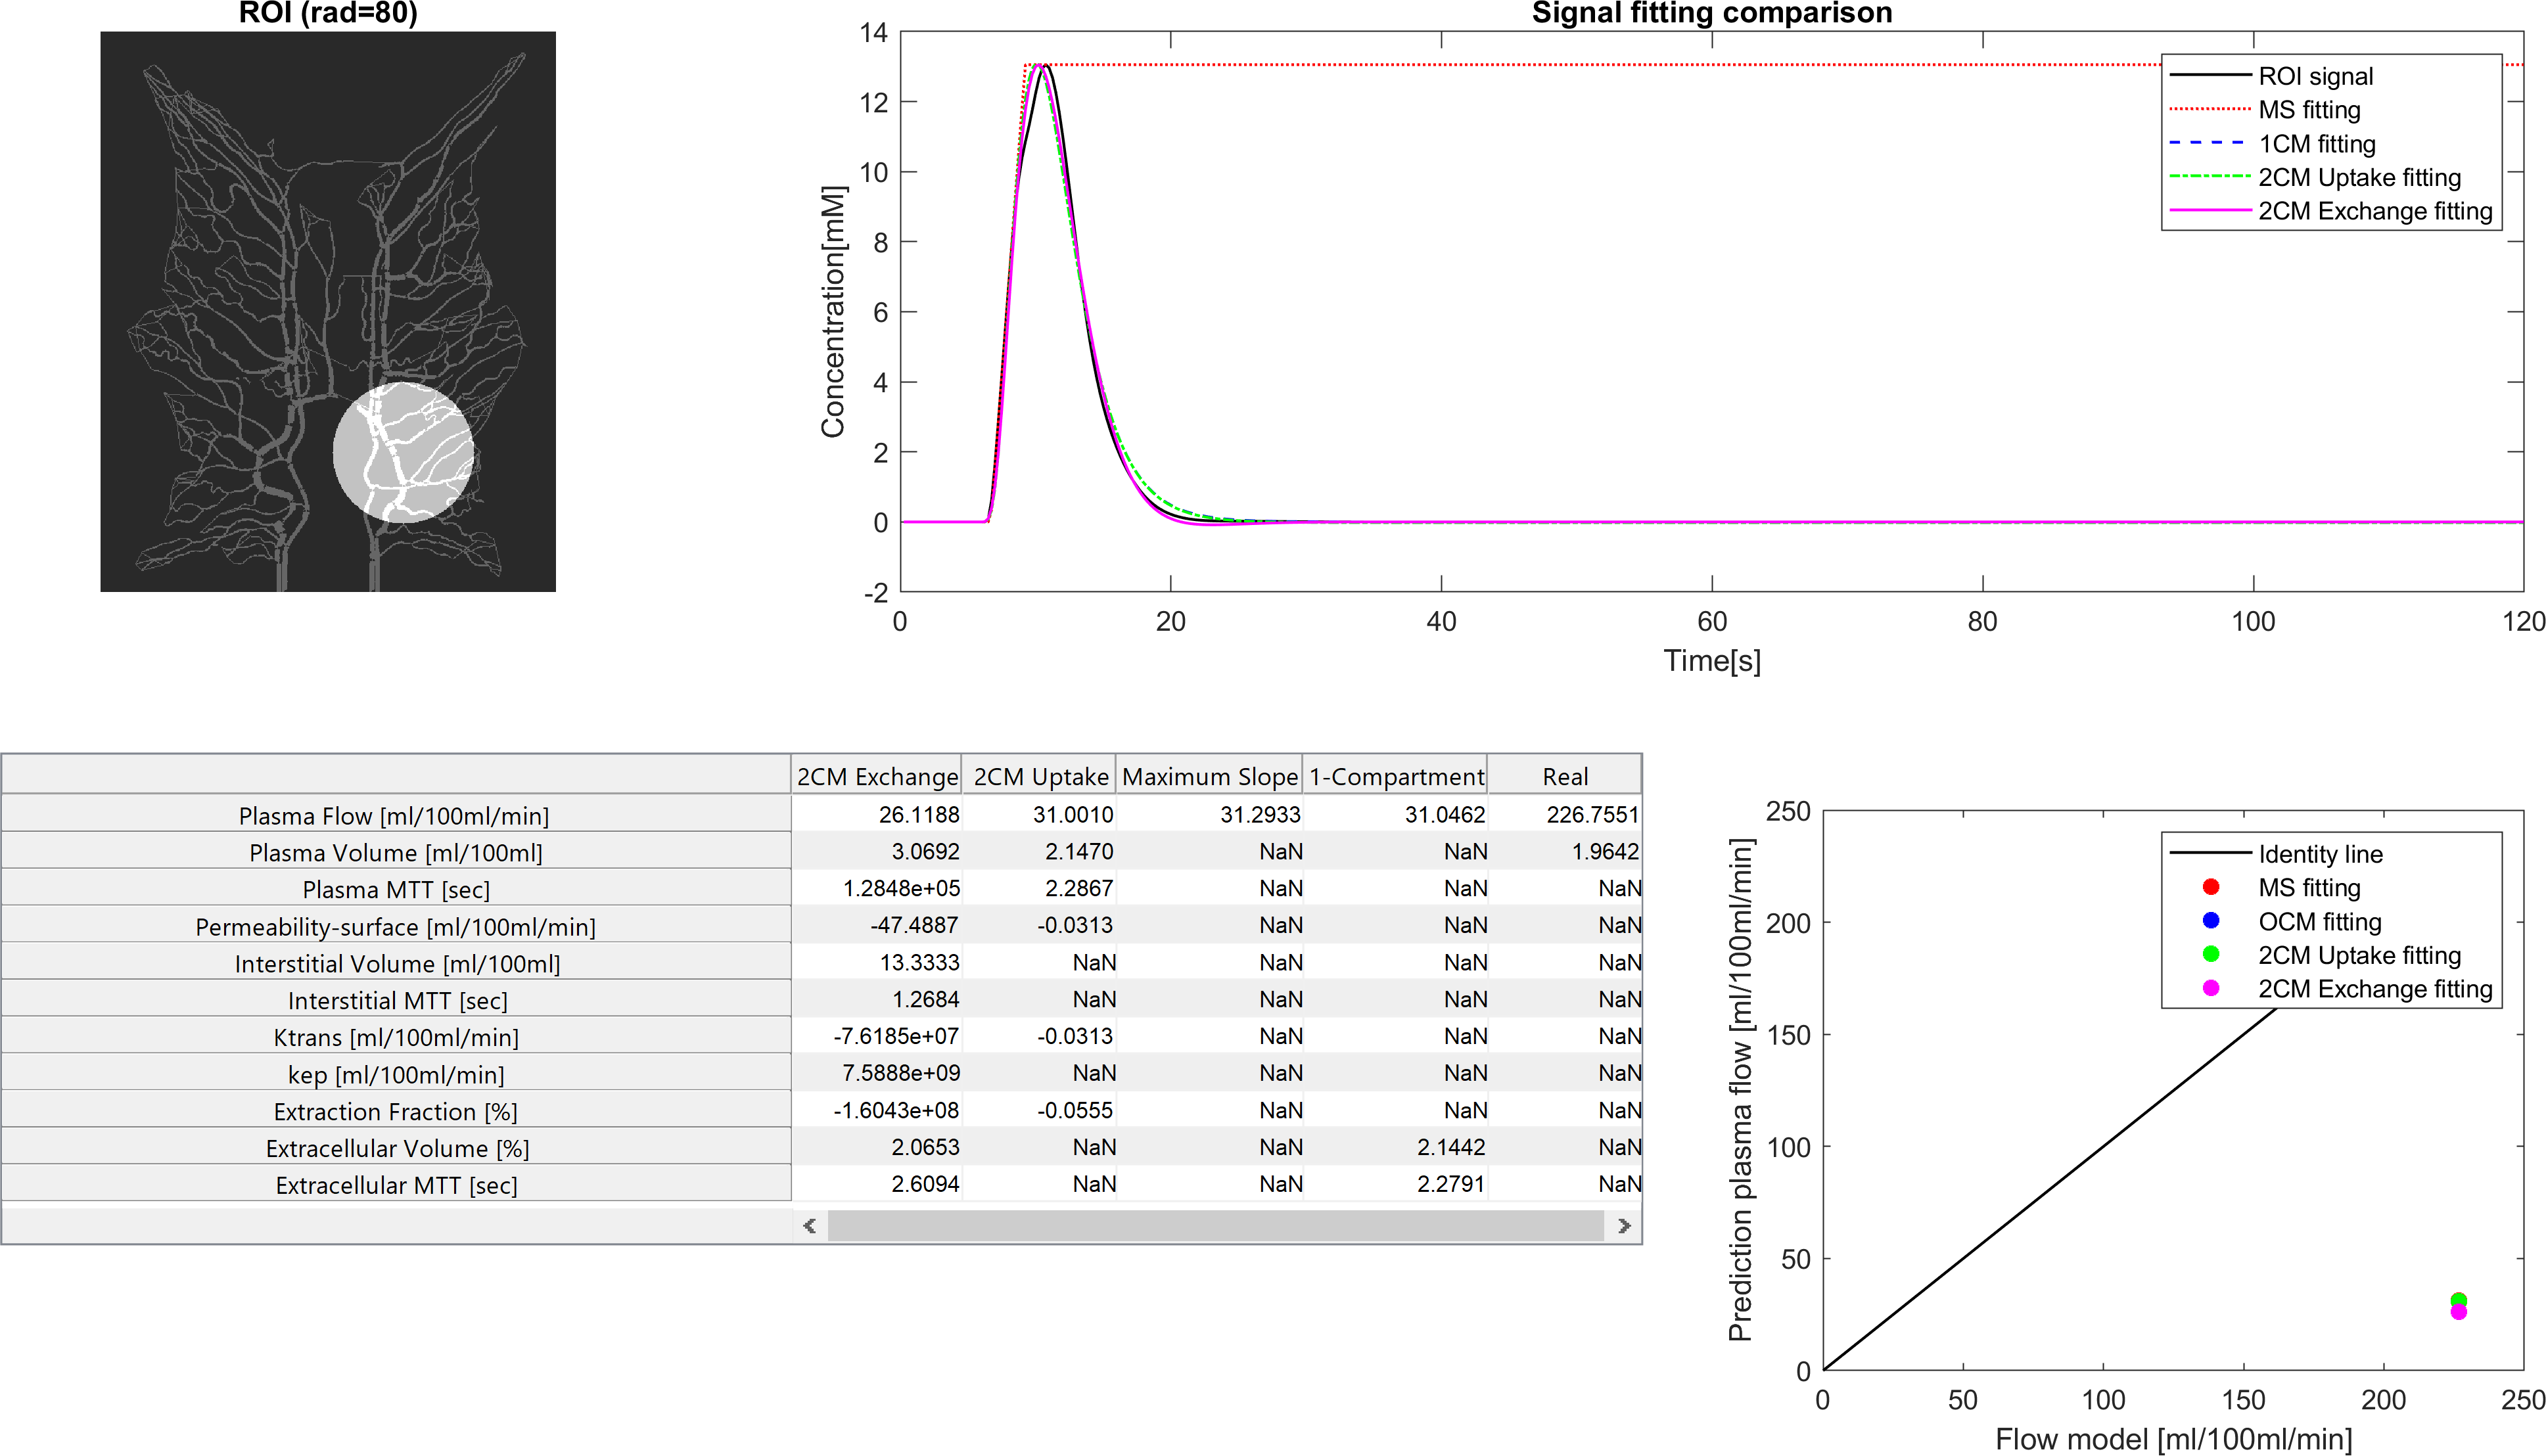 ROI (rad=80)
Signal fitting comparison
14
12
10
8
6
4
2
0
-2
Concentration[mM]
0 20 40 60 80 100 120
Time[s]
ROI signal
MS fitting
1CM fitting
2CM Uptake fitting
2CM Exchange fitting
2CM Exchange 2CM Uptake Maximum Slope 1-Compartment Real
Plasma Flow [ml/100ml/min] 26.1188 31.0010 31.2933 31.0462 226.7551
Plasma Volume [ml/100ml] 3.0692 2.1470 NaN NaN 1.9642
Plasma MTT [sec] 1.2848e+05 2.2867 NaN NaN NaN
Permeability-surface [ml/100ml/min] -47.4887 -0.0313 NaN NaN NaN
Interstitial Volume [ml/100ml] 13.3333 NaN NaN NaN NaN
Interstitial MTT [sec] 1.2684 NaN NaN NaN NaN
Ktrans [ml/100ml/min] -7.6185e+07 -0.0313 NaN NaN NaN
kep [ml/100ml/min] 7.5888e+09 NaN NaN NaN NaN
Extraction Fraction [%] -1.6043e+08 -0.0555 NaN NaN NaN
Extracellular Volume [%] 2.0653 NaN NaN 2.1442 NaN
Extracellular MTT [sec] 2.6094 NaN NaN 2.2791 NaN
250
200
150
100
50
0
Prediction plasma flow [ml/100ml/min]
Identity line
MS fitting
OCM fitting
2CM Uptake fitting
2CM Exchange fitting
0 50 100 150 200 250
Flow model [ml/100ml/min]